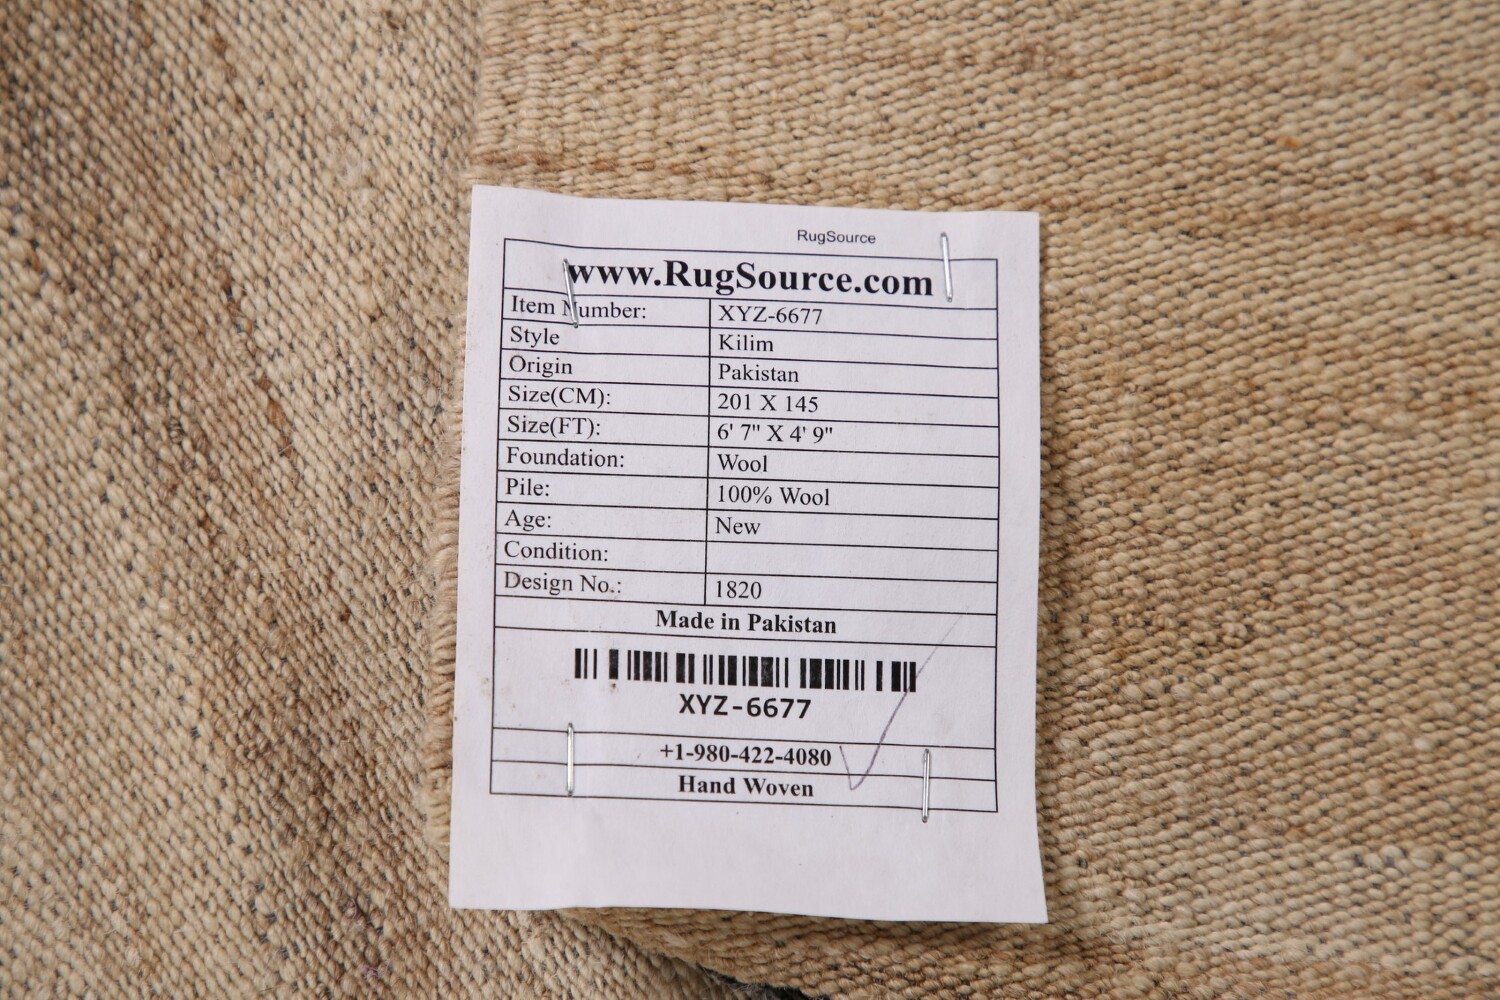 RugSource
www.RugSource.com
Item Number: XYZ-6677
Style Kilim
Origin Pakistan
Size(CM): 201 X 145
Size(FT): 6' 7" X 4' 9"
Foundation: Wool
Pile: 100% Wool
Age: New
Condition:
Design No.: 1820
Made in Pakistan
XYZ-6677
+1-980-422-4080
Hand Woven